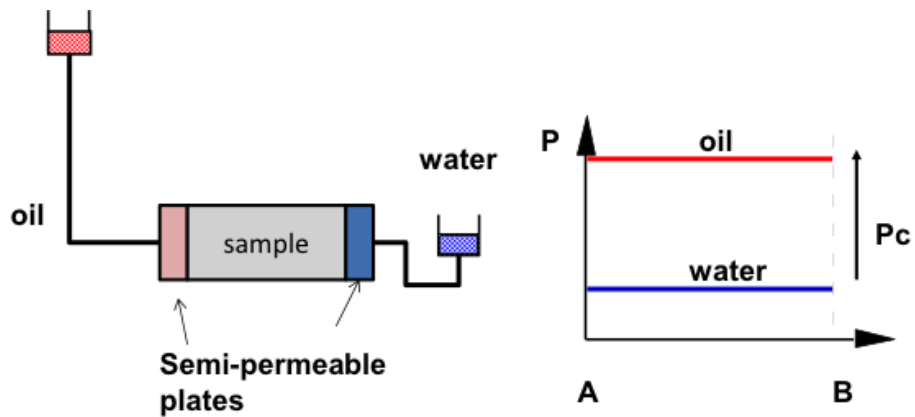 oil
sample
water
Semi-permeable
plates
P
oil
water
Pc
A
B